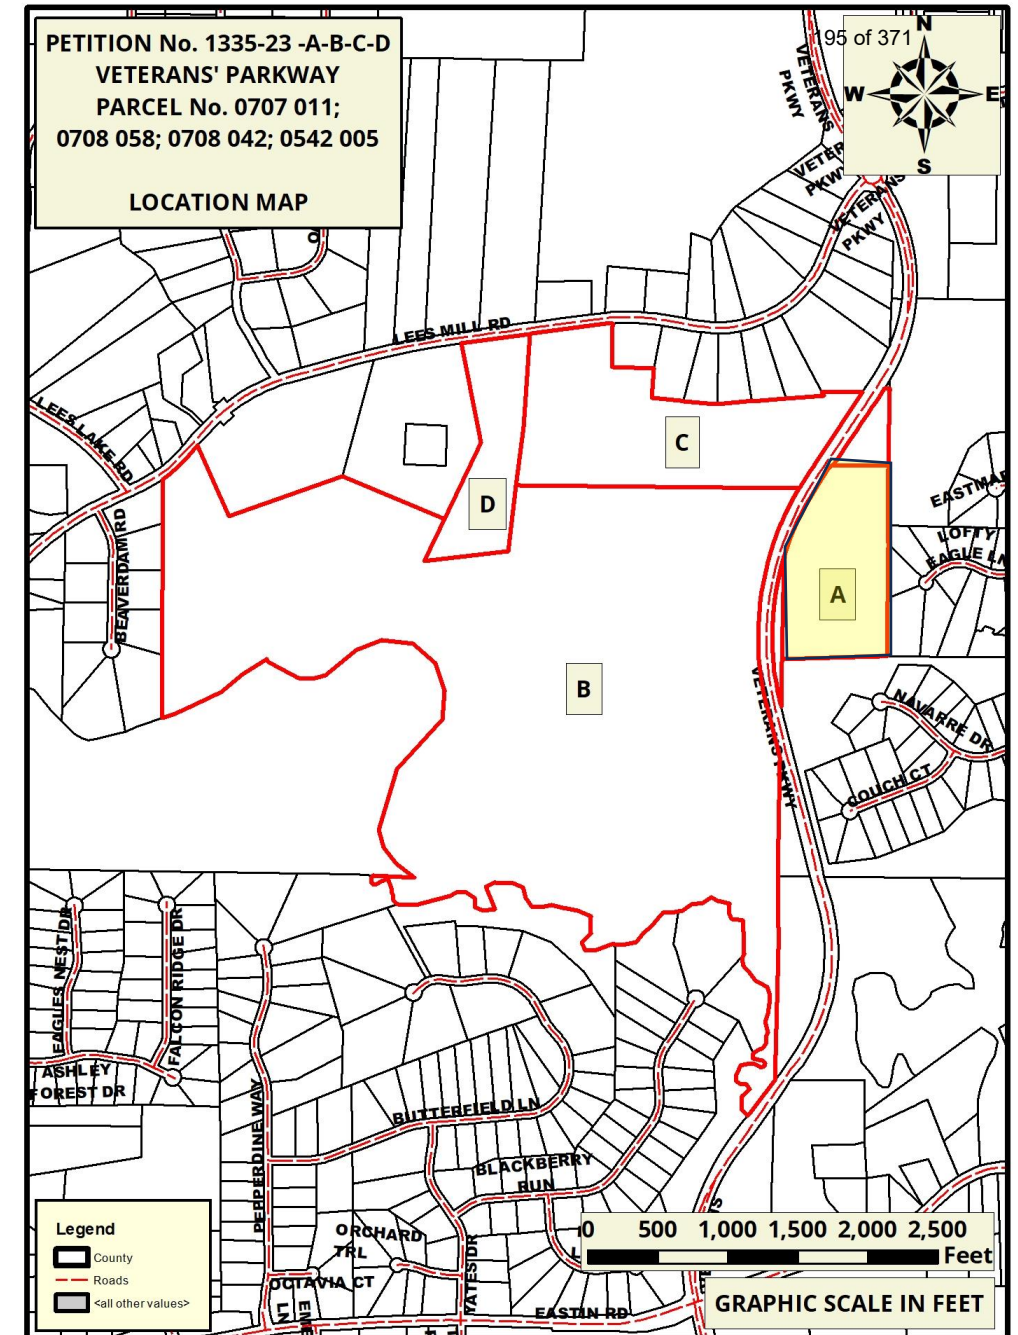 PETITION No. 1335-23 -A-B-C-D
VETERANS' PARKWAY
PARCEL No. 0707 011;
0708 058; 0708 042; 0542 005
LOCATION MAP
195 of 371
N
W
E
S
VETERANS
PKWY
PKWY
VETERANS
PKWY
LEES MILL RD
LEES LAKE RD
BEAVERDAM RD
C
D
A
B
LOFTY
EAGLE LN
VETERANS PKWY
NAVARRE DR
COUCH CT
EAGLES NEST DR
FALCON RIDGE DR
ASHLEY
FOREST DR
PEPPERDINE WAY
BUTTERFIELD LN
BLACKBERRY
RUN
ORCHARD
TRL
OCTAVIA CT
LN
YATES DR
EASTIN RD
Legend
County
Roads
<all other values>
0 500 1,000 1,500 2,000 2,500
Feet
GRAPHIC SCALE IN FEET